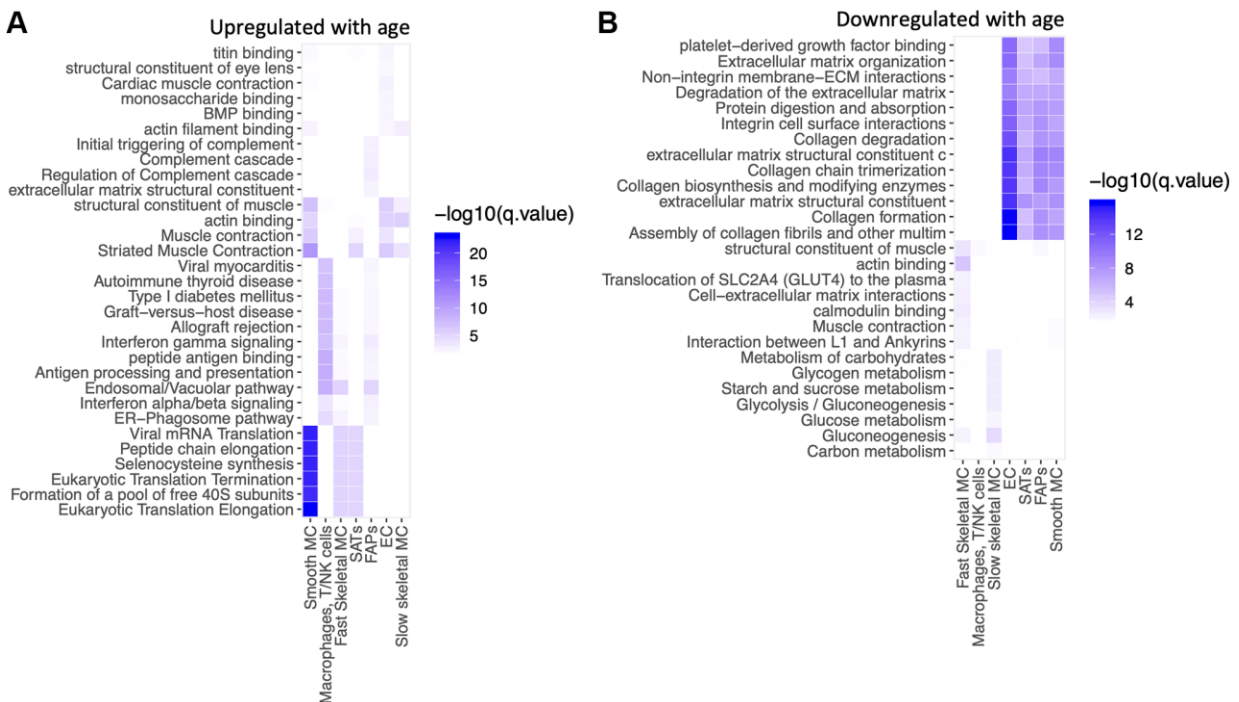 A
Upregulated with age
titin binding
structural constituent of eye lens
Cardiac muscle contraction
monosaccharide binding
BMP binding
actin filament binding
Initial triggering of complement
Complement cascade
Regulation of Complement cascade
extracellular matrix structural constituent
structural constituent of muscle
actin binding
Muscle contraction
Striated Muscle Contraction
Viral myocarditis
Autoimmune thyroid disease
Type I diabetes mellitus
Graft−versus−host disease
Allograft rejection
Interferon gamma signaling
peptide antigen binding
Antigen processing and presentation
Endosomal/Vacuolar pathway
Interferon alpha/beta signaling
ER−Phagosome pathway
Viral mRNA Translation
Peptide chain elongation
Selenocysteine synthesis
Eukaryotic Translation Termination
Formation of a pool of free 40S subunits
Eukaryotic Translation Elongation
Smooth MC
Macrophages, T/NK cells
Fast Skeletal MC
SATs
FAPs
EC
Slow skeletal MC
−log10(q.value)
20
15
10
5
B
Downregulated with age
platelet−derived growth factor binding
Extracellular matrix organization
Non−integrin membrane−ECM interactions
Degradation of the extracellular matrix
Protein digestion and absorption
Integrin cell surface interactions
Collagen degradation
extracellular matrix structural constituent c
Collagen chain trimerization
Collagen biosynthesis and modifying enzymes
extracellular matrix structural constituent
Collagen formation
Assembly of collagen fibrils and other multim
structural constituent of muscle
actin binding
Translocation of SLC2A4 (GLUT4) to the plasma
Cell−extracellular matrix interactions
calmodulin binding
Muscle contraction
Interaction between L1 and Ankyrins
Metabolism of carbohydrates
Glycogen metabolism
Starch and sucrose metabolism
Glycolysis / Gluconeogenesis
Glucose metabolism
Gluconeogenesis
Carbon metabolism
Fast Skeletal MC
Macrophages, T/NK cells
Slow skeletal MC
EC
SATs
FAPs
Smooth MC
−log10(q.value)
12
8
4